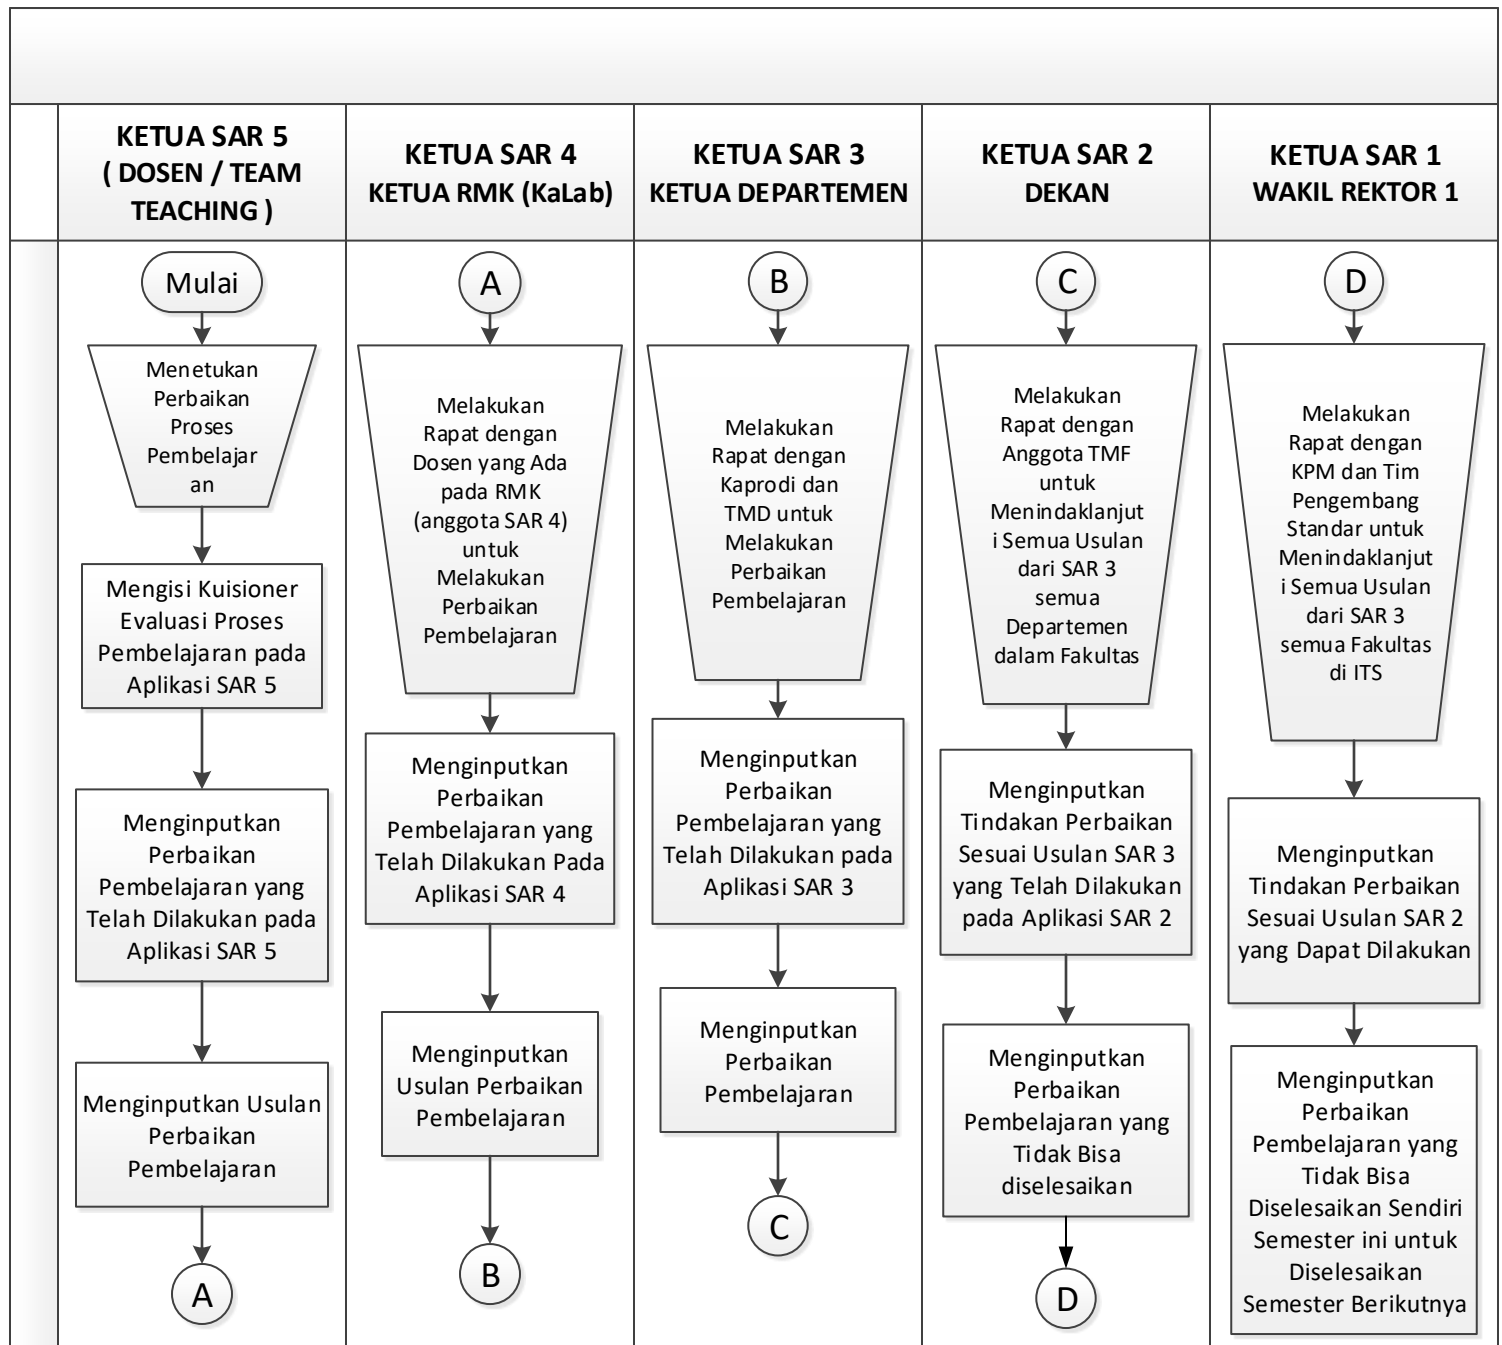 KETUA SAR 5
( DOSEN / TEAM
TEACHING )
KETUA SAR 4
KETUA RMK (KaLab)
KETUA SAR 3
KETUA DEPARTEMEN
KETUA SAR 2
DEKAN
KETUA SAR 1
WAKIL REKTOR 1
Mulai
Menetukan
Perbaikan
Proses
Pembelajar
an
Mengisi Kuisioner
Evaluasi Proses
Pembelajaran pada
Aplikasi SAR 5
Menginputkan
Perbaikan
Pembelajaran yang
Telah Dilakukan pada
Aplikasi SAR 5
Menginputkan Usulan
Perbaikan
Pembelajaran
A
A
Melakukan
Rapat dengan
Dosen yang Ada
pada RMK
(anggota SAR 4)
untuk
Melakukan
Perbaikan
Pembelajaran
Menginputkan
Perbaikan
Pembelajaran yang
Telah Dilakukan Pada
Aplikasi SAR 4
Menginputkan
Usulan Perbaikan
Pembelajaran
B
B
Melakukan
Rapat dengan
Kaprodi dan
TMD untuk
Melakukan
Perbaikan
Pembelajaran
Menginputkan
Perbaikan
Pembelajaran yang
Telah Dilakukan pada
Aplikasi SAR 3
Menginputkan
Perbaikan
Pembelajaran
C
C
Melakukan
Rapat dengan
Anggota TMF
untuk
Menindaklanjut
i Semua Usulan
dari SAR 3
semua
Departemen
dalam Fakultas
Menginputkan
Tindakan Perbaikan
Sesuai Usulan SAR 3
yang Telah Dilakukan
pada Aplikasi SAR 2
Menginputkan
Perbaikan
Pembelajaran yang
Tidak Bisa
diselesaikan
D
D
Melakukan
Rapat dengan
KPM dan Tim
Pengembang
Standar untuk
Menindaklanjut
i Semua Usulan
dari SAR 3
semua Fakultas
di ITS
Menginputkan
Tindakan Perbaikan
Sesuai Usulan SAR 2
yang Dapat Dilakukan
Menginputkan
Perbaikan
Pembelajaran yang
Tidak Bisa
Diselesaikan Sendiri
Semester ini untuk
Diselesaikan
Semester Berikutnya